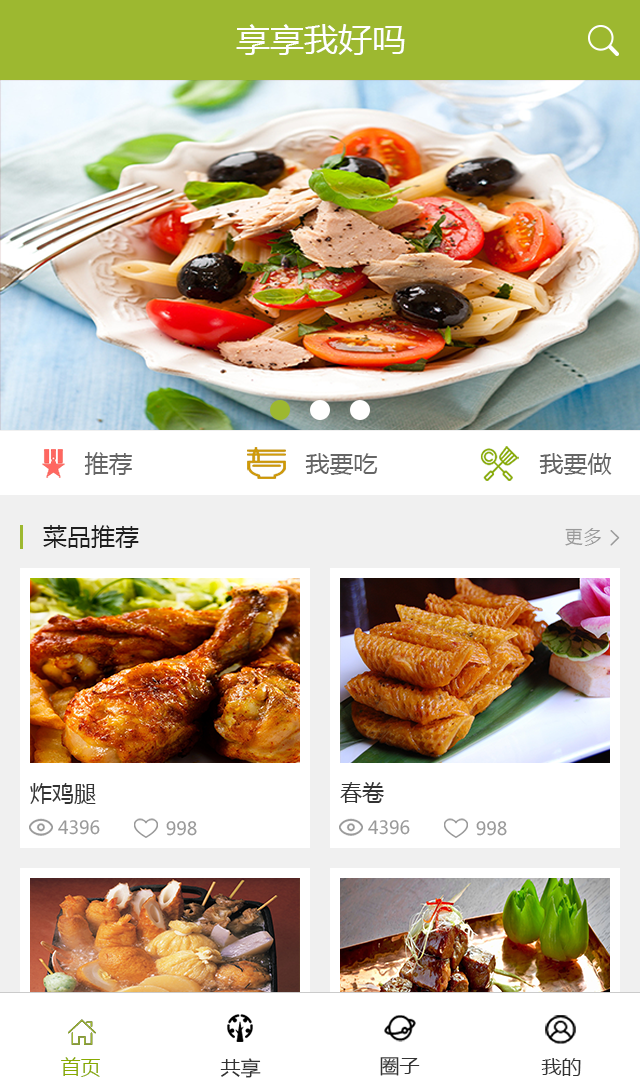 享享我好吗
推荐 我要吃 我要做
菜品推荐 更多
炸鸡腿 春卷
4396 998 4396 998
首页 共享 圈子 我的